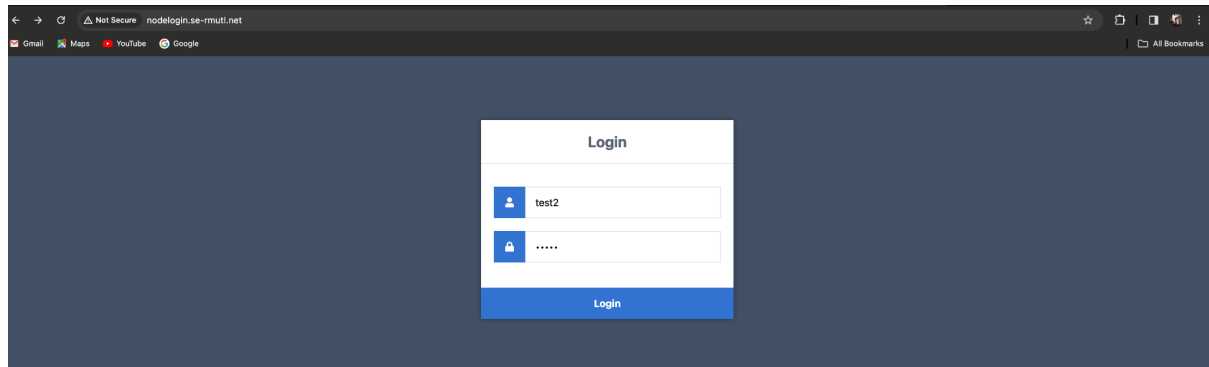 Not Secure nodelogin.se-rmutl.net
Gmail Maps YouTube Google All Bookmarks
Login
test2
•••••
Login